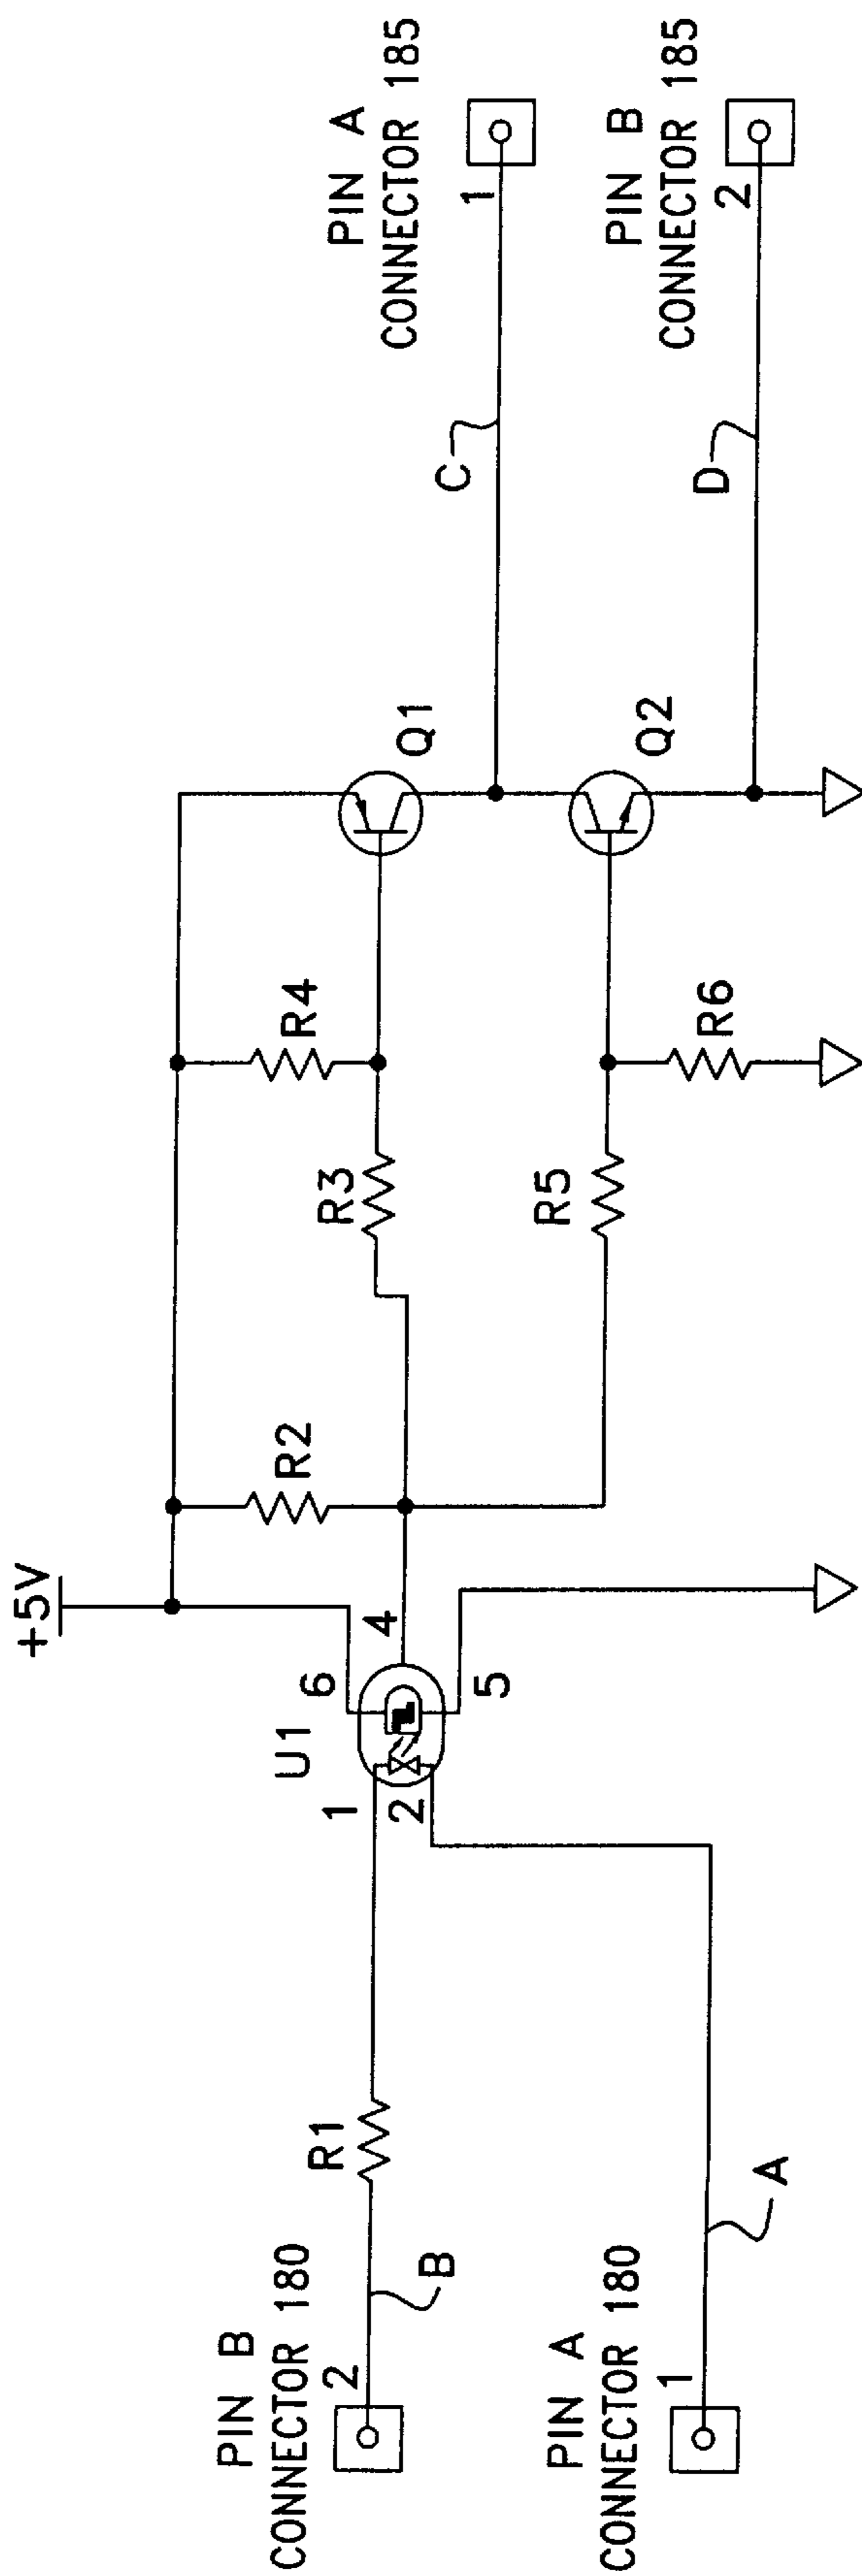 +5V
R2
R4
R3
Q1
PIN A
CONNECTOR 185
1
C
U1
6
4
1
2
5
PIN B
CONNECTOR 180
2
R1
B
R5
R6
Q2
PIN B
CONNECTOR 185
2
D
PIN A
CONNECTOR 180
1
A